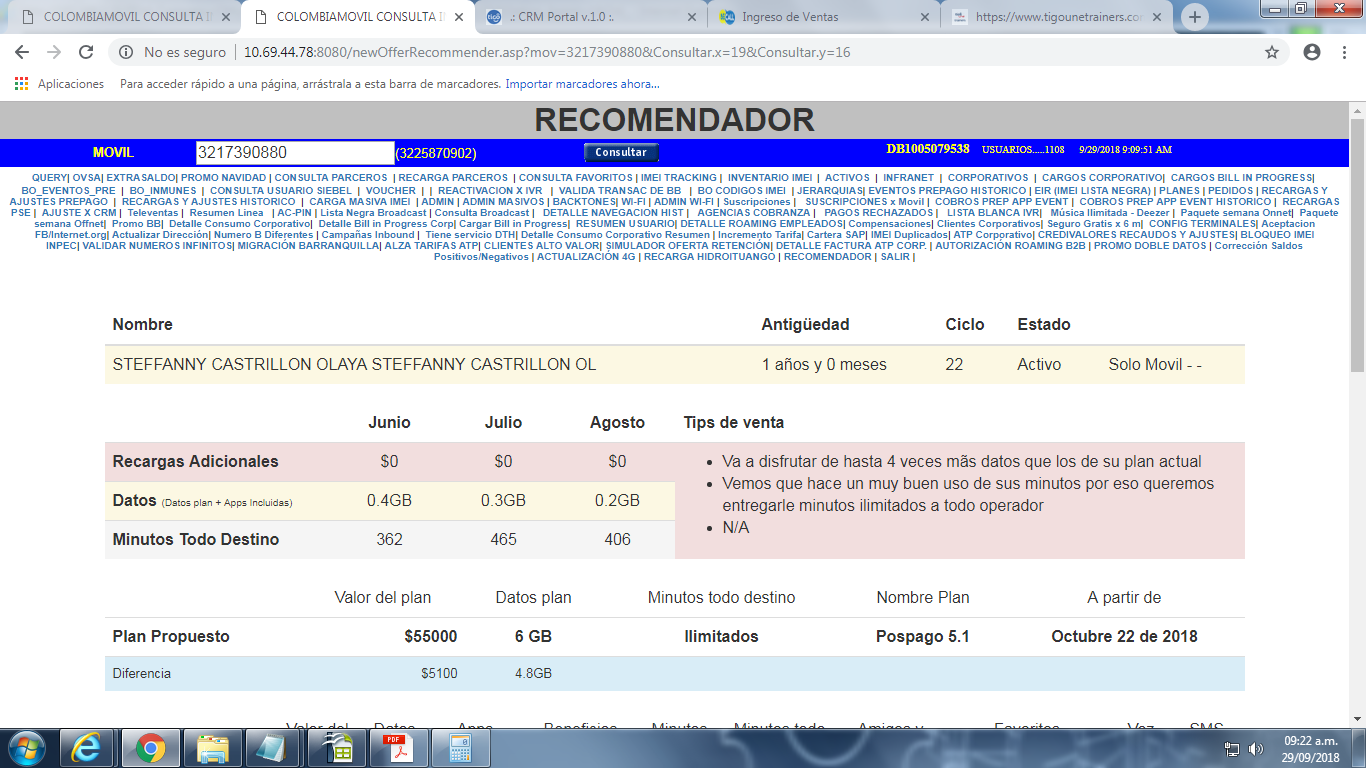 COLOMBIAMOVIL CONSULTA I
COLOMBIAMOVIL CONSULTA I
.: CRM Portal v.1.0 :.
Ingreso de Ventas
https://www.tigounetrainers.co
No es seguro | 10.69.44.78:8080/newOfferRecommender.asp?mov=3217390880&Consultar.x=19&Consultar.y=16
Aplicaciones Para acceder rápido a una página, arrástrala a esta barra de marcadores. Importar marcadores ahora...
RECOMENDADOR
MOVIL 3217390880 (3225870902) Consultar DB1005079538 USUARIOS.....1108 9/29/2018 9:09:51 AM
QUERY| OVSA| EXTRASALDO| PROMO NAVIDAD | CONSULTA PARCEROS | RECARGA PARCEROS | CONSULTA FAVORITOS | IMEI TRACKING | INVENTARIO IMEI | ACTIVOS | INFRANET | CORPORATIVOS | CARGOS CORPORATIVO| CARGOS BILL IN PROGRESS|
BO_EVENTOS_PRE | BO_INMUNES | CONSULTA USUARIO SIEBEL | VOUCHER | | REACTIVACION X IVR | VALIDA TRANSAC DE BB | BO CODIGOS IMEI | JERARQUIAS| EVENTOS PREPAGO HISTORICO | EIR (IMEI LISTA NEGRA) | PLANES | PEDIDOS | RECARGAS Y
AJUSTES PREPAGO | RECARGAS Y AJUSTES HISTORICO | CARGA MASIVA IMEI | ADMIN | ADMIN MASIVOS | BACKTONES| WI-FI | ADMIN WI-FI | Suscripciones | SUSCRIPCIONES x Movil | COBROS PREP APP EVENT | COBROS PREP APP EVENT HISTORICO | RECARGAS
PSE | AJUSTE X CRM | Televentas | Resumen Linea | AC-PIN | Lista Negra Broadcast | Consulta Broadcast | DETALLE NAVEGACION HIST | AGENCIAS COBRANZA | PAGOS RECHAZADOS | LISTA BLANCA IVR| Música Ilimitada - Deezer | Paquete semana Onnet| Paquete
semana Offnet| Promo BB| Detalle Consumo Corporativo| Detalle Bill in Progress Corp| Cargar Bill in Progress| RESUMEN USUARIO| DETALLE ROAMING EMPLEADOS| Compensaciones| Clientes Corporativos| Seguro Gratis x 6 m| CONFIG TERMINALES| Aceptacion
FB/Internet.org| Actualizar Dirección| Numero B Diferentes | Campañas Inbound | Tiene servicio DTH| Detalle Consumo Corporativo Resumen | Incremento Tarifa| Cartera SAP| IMEI Duplicados| ATP Corporativo| CREDIVALORES RECAUDOS Y AJUSTES| BLOQUEO IMEI
INPEC| VALIDAR NUMEROS INFINITOS| MIGRACIÓN BARRANQUILLA| ALZA TARIFAS ATP| CLIENTES ALTO VALOR| SIMULADOR OFERTA RETENCIÓN| DETALLE FACTURA ATP CORP. | AUTORIZACIÓN ROAMING B2B | PROMO DOBLE DATOS | Corrección Saldos
Positivos/Negativos | ACTUALIZACIÓN 4G | RECARGA HIDROITUANGO | RECOMENDADOR | SALIR |
Nombre Antigüedad Ciclo Estado
STEFFANNY CASTRILLON OLAYA STEFFANNY CASTRILLON OL 1 años y 0 meses 22 Activo Solo Movil - -
Junio Julio Agosto Tips de venta
Recargas Adicionales $0 $0 $0
• Va a disfrutar de hasta 4 veces mãs datos que los de su plan actual
Datos (Datos plan + Apps Incluidas) 0.4GB 0.3GB 0.2GB
• Vemos que hace un muy buen uso de sus minutos por eso queremos
entregarle minutos ilimitados a todo operador
• N/A
Minutos Todo Destino 362 465 406
Valor del plan Datos plan Minutos todo destino Nombre Plan A partir de
Plan Propuesto $55000 6 GB Ilimitados Pospago 5.1 Octubre 22 de 2018
Diferencia $5100 4.8GB
Valor del Datos Apps Beneficios Minutos Minutos todo Amigos y Favoritos Voz SMS
09:22 a.m.
29/09/2018